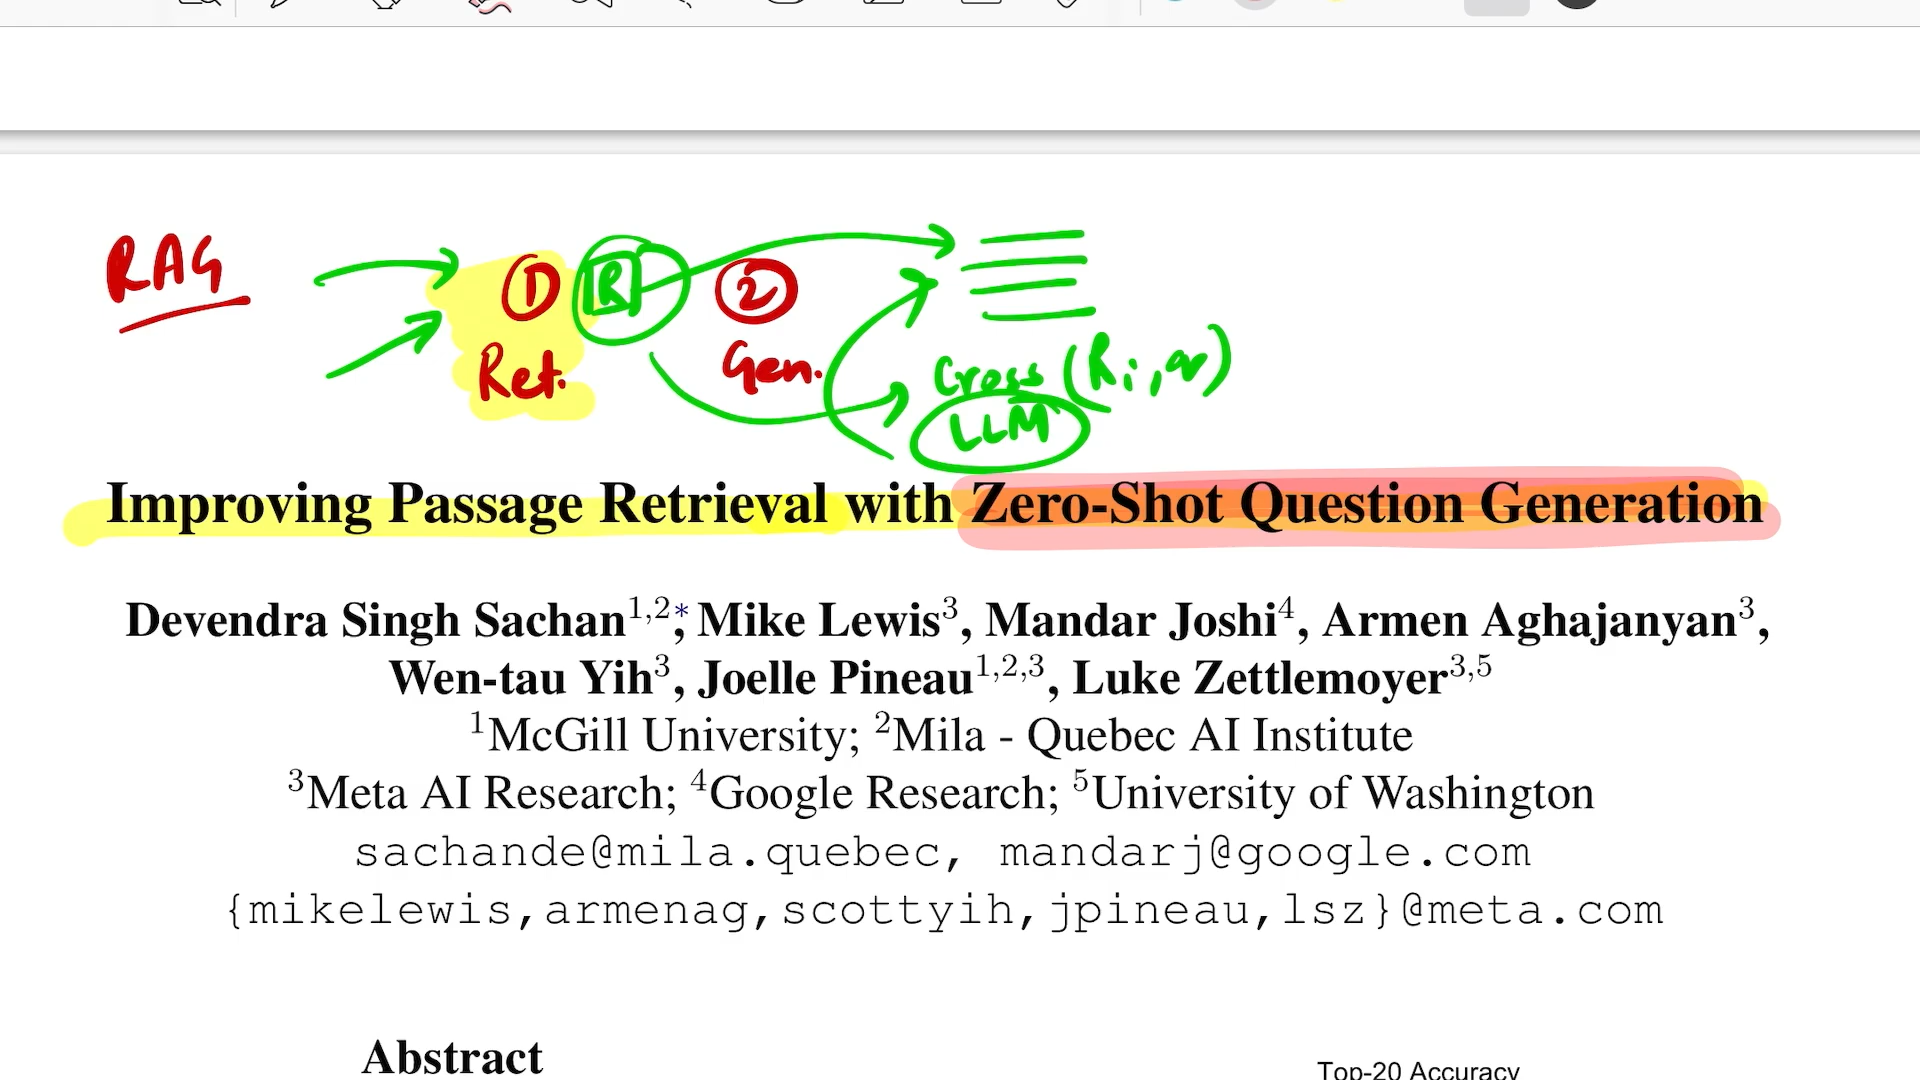 RAG
① R ②
Ret. Gen.
Cross (Ri, q)
LLM
Improving Passage Retrieval with Zero-Shot Question Generation
Devendra Singh Sachan1,2*, Mike Lewis3, Mandar Joshi4, Armen Aghajanyan3,
Wen-tau Yih3, Joelle Pineau1,2,3, Luke Zettlemoyer3,5
1McGill University; 2Mila - Quebec AI Institute
3Meta AI Research; 4Google Research; 5University of Washington
sachande@mila.quebec, mandarj@google.com
{mikelewis,armenag,scottyih,jpineau,lsz}@meta.com
Abstract
Top-20 Accuracy